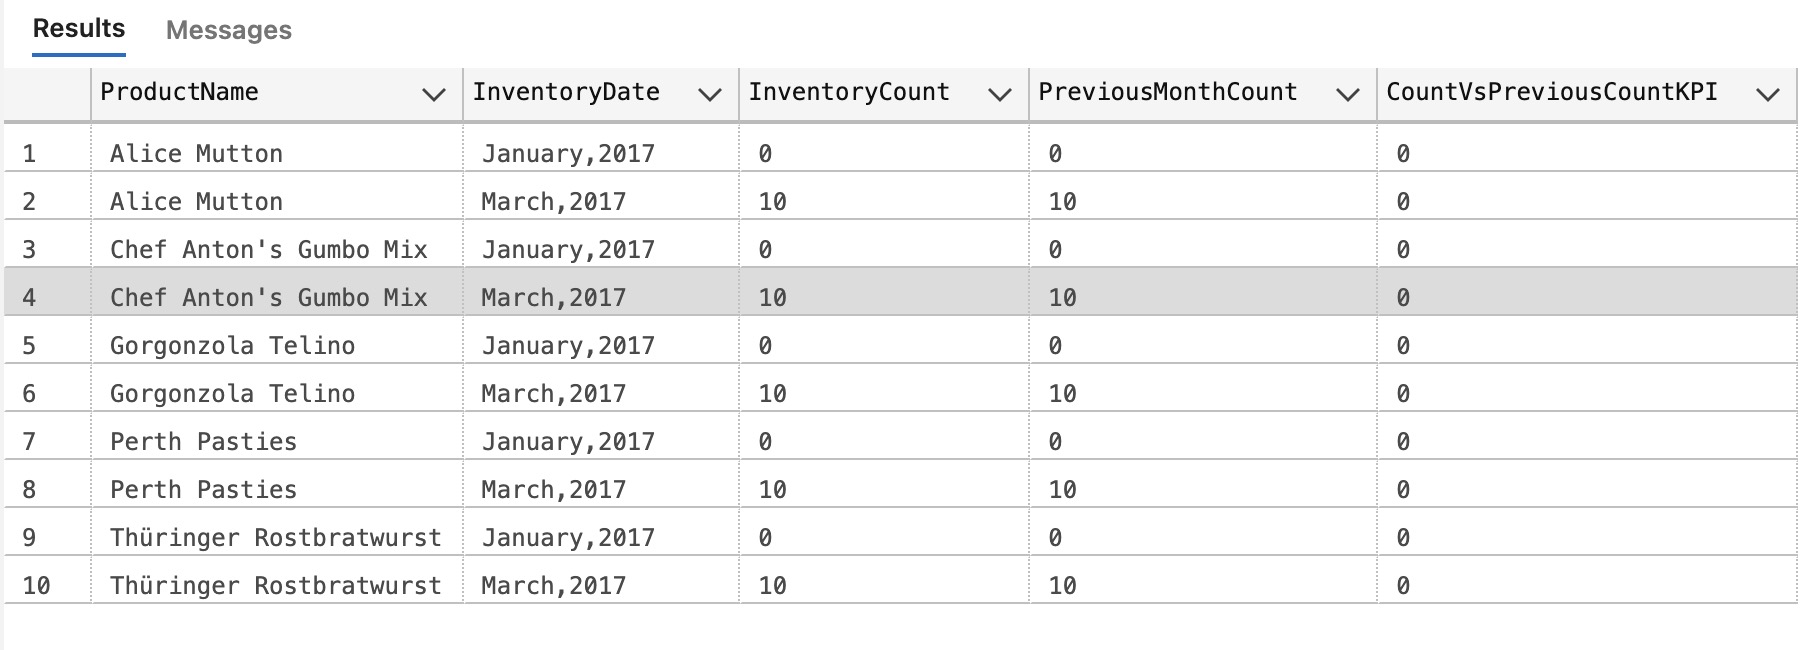 Results Messages
ProductName InventoryDate InventoryCount PreviousMonthCount CountVsPreviousCountKPI
1 Alice Mutton January,2017 0 0 0
2 Alice Mutton March,2017 10 10 0
3 Chef Anton's Gumbo Mix January,2017 0 0 0
4 Chef Anton's Gumbo Mix March,2017 10 10 0
5 Gorgonzola Telino January,2017 0 0 0
6 Gorgonzola Telino March,2017 10 10 0
7 Perth Pasties January,2017 0 0 0
8 Perth Pasties March,2017 10 10 0
9 Thüringer Rostbratwurst January,2017 0 0 0
10 Thüringer Rostbratwurst March,2017 10 10 0